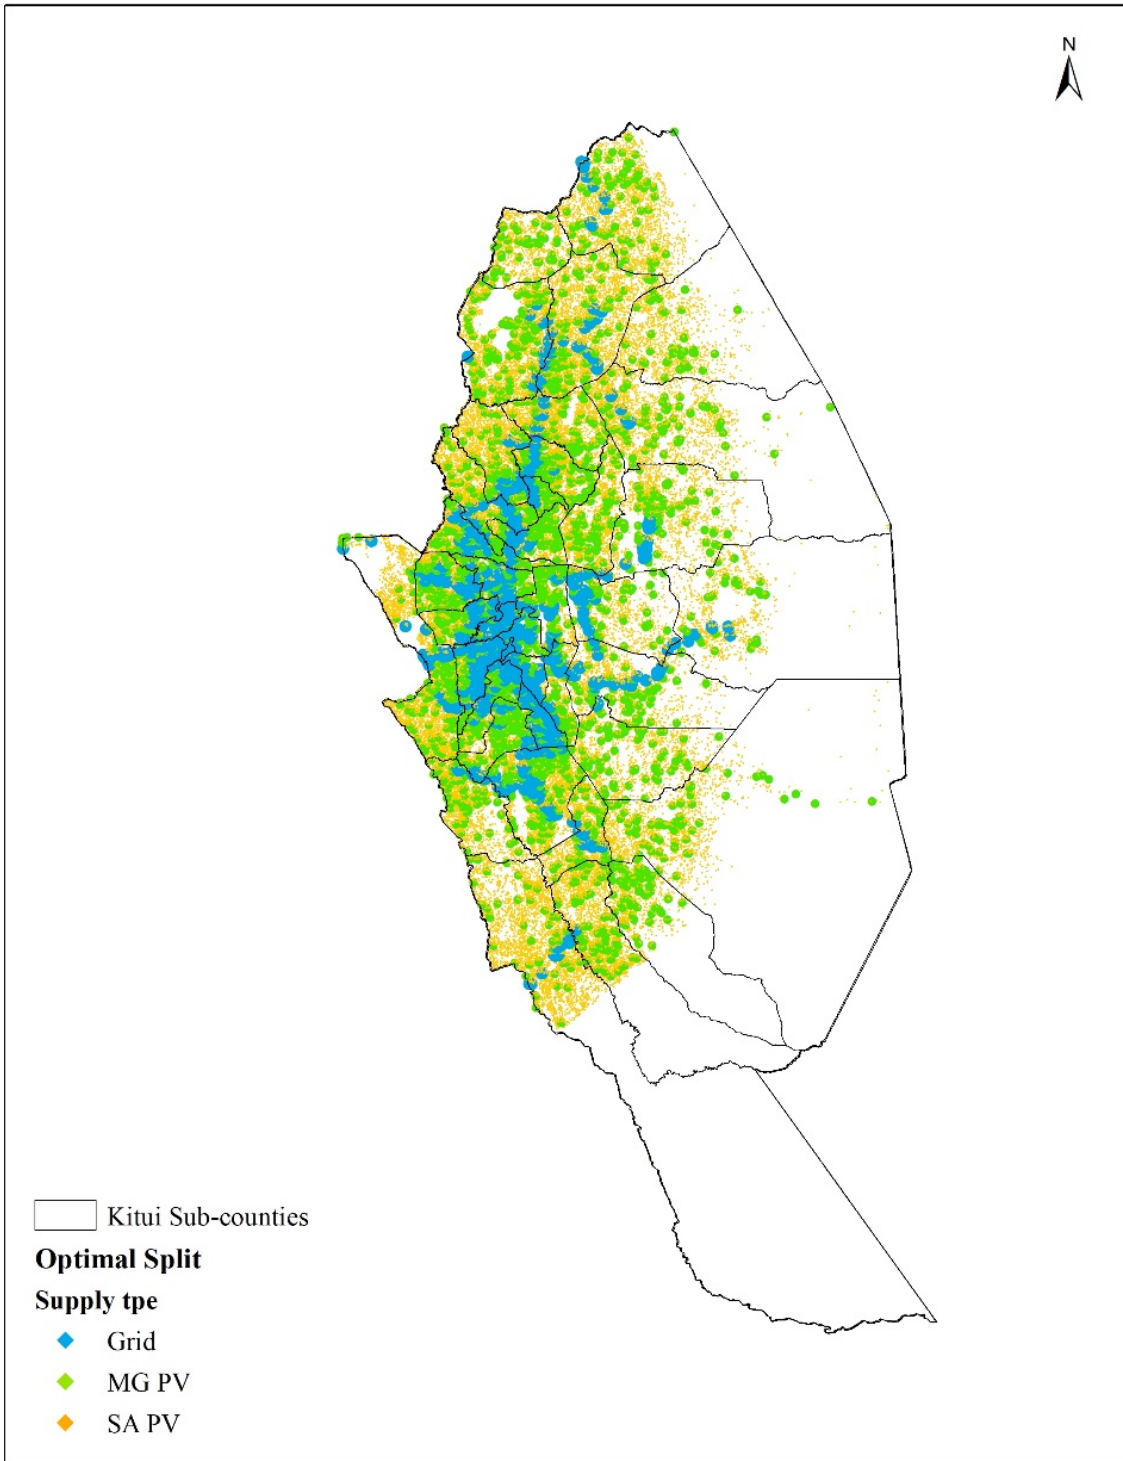 N
Kitui Sub-counties
Optimal Split
Supply tpe
Grid
MG PV
SA PV